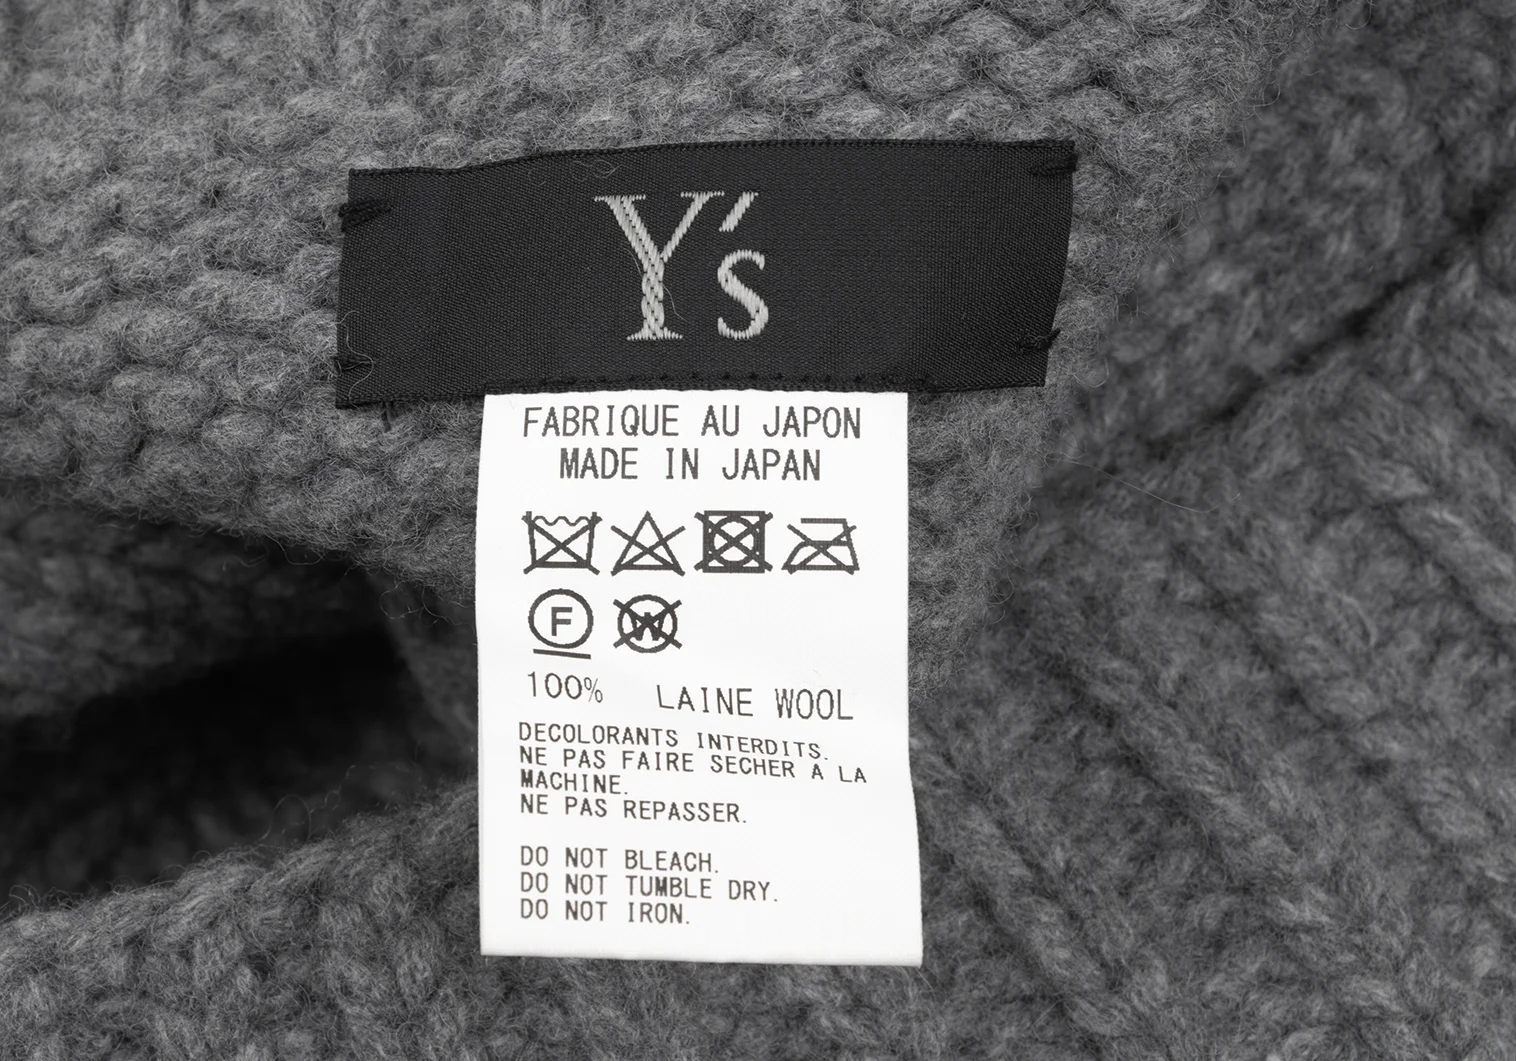 Y's
FABRIQUE AU JAPON
MADE IN JAPAN
F W
100% LAINE WOOL
DECOLORANTS INTERDITS.
NE PAS FAIRE SECHER A LA
MACHINE.
NE PAS REPASSER.
DO NOT BLEACH.
DO NOT TUMBLE DRY.
DO NOT IRON.